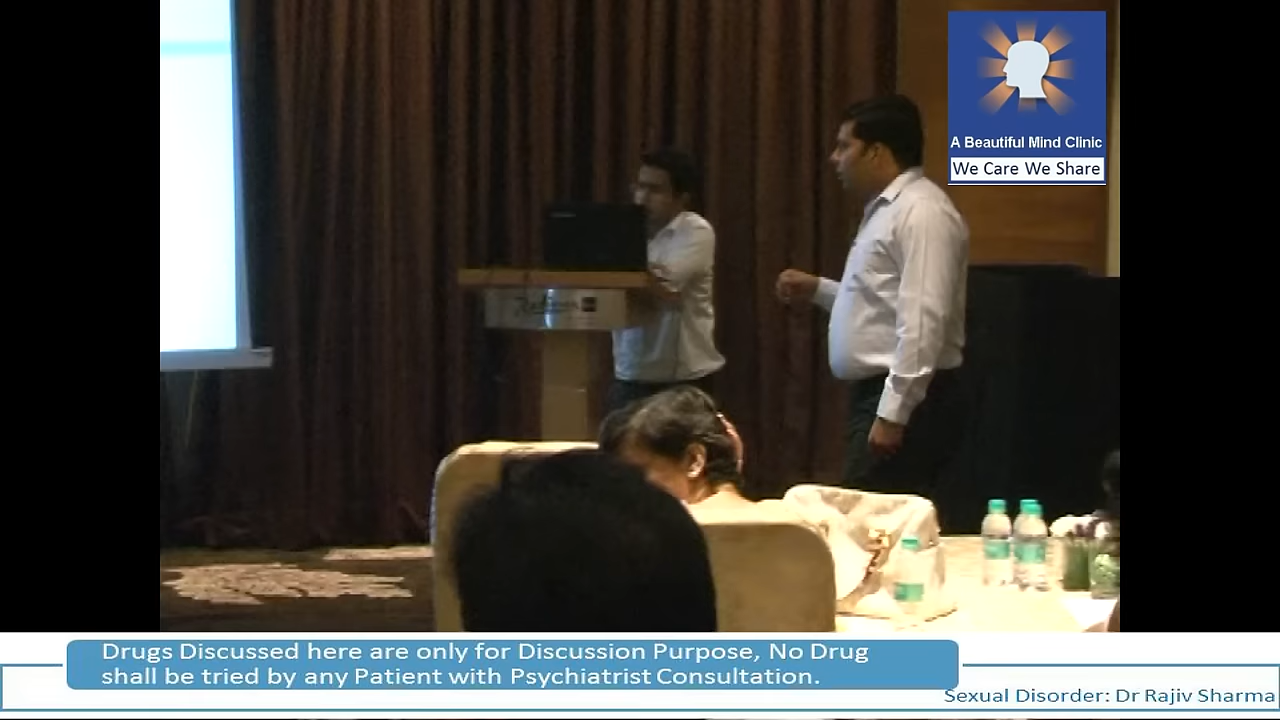 A Beautiful Mind Clinic
We Care We Share
Drugs Discussed here are only for Discussion Purpose, No Drug
shall be tried by any Patient with Psychiatrist Consultation.
Sexual Disorder: Dr Rajiv Sharma